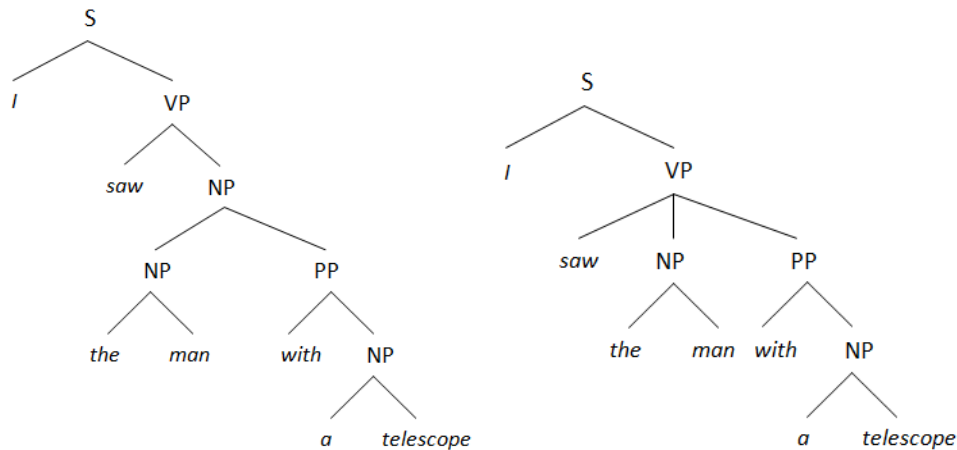 S
I VP
saw NP
NP PP
the man with NP
a telescope
S
I VP
saw NP PP
the man with NP
a telescope